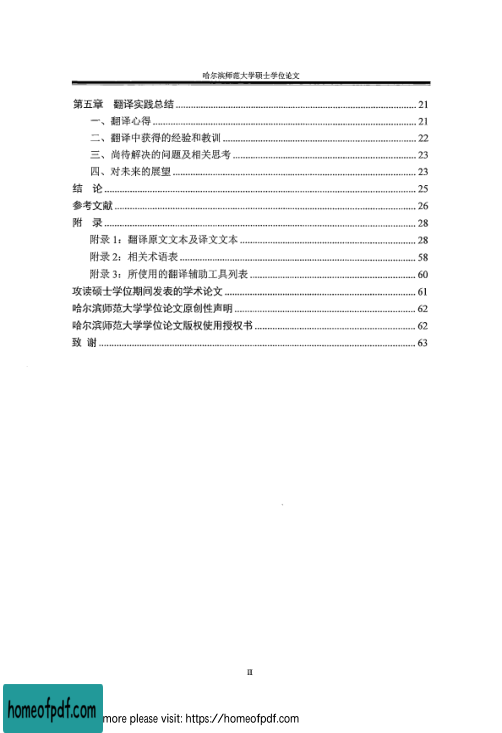 哈尔滨师范大学硕士学位论文
第五章 翻译实践总结 21
一、翻译心得 21
二、翻译中获得的经验和教训 22
三、尚待解决的问题及相关思考 23
四、对未来的展望 23
结 论 25
参考文献 26
附 录 28
附录 1：翻译原文文本及译文文本 28
附录 2：相关术语表 58
附录 3：所使用的翻译辅助工具列表 60
攻读硕士学位期间发表的学术论文 61
哈尔滨师范大学学位论文原创性声明 62
哈尔滨师范大学学位论文版权使用授权书 62
致 谢 63
II
homeofpdf.com
more please visit: https://homeofpdf.com